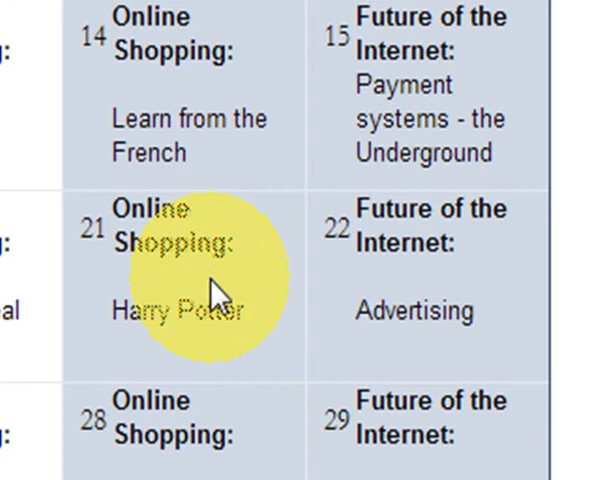 g:
14 Online Shopping:
Learn from the
French
15 Future of the
Internet:
Payment
systems - the
Underground
g:
eal
21 Online
Shopping:
Harry Potter
22 Future of the
Internet:
Advertising
g:
28 Online
Shopping:
29 Future of the
Internet: